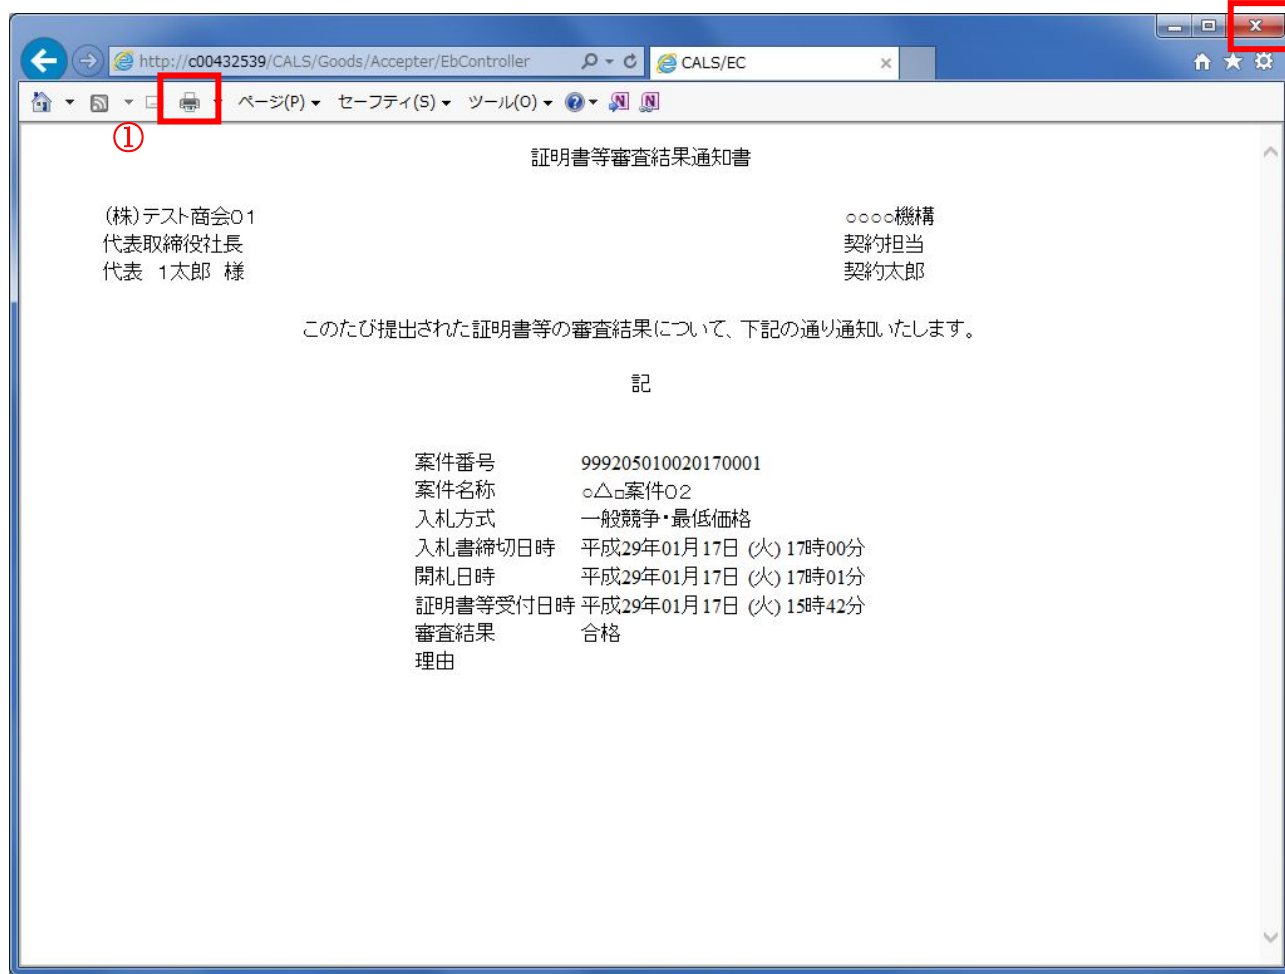 http://c00432539/CALS/Goods/Accepter/EbController
CALS/EC
ページ(P) セーフティ(S) ツール(O)
①
証明書等審査結果通知書
(株)テスト商会01 ○○○○機構
代表取締役社長 契約担当
代表 1太郎 様 契約太郎
このたび提出された証明書等の審査結果について、下記の通り通知いたします。
記
案件番号 999205010020170001
案件名称 ○△□案件02
入札方式 一般競争・最低価格
入札書締切日時 平成29年01月17日 (火) 17時00分
開札日時 平成29年01月17日 (火) 17時01分
証明書等受付日時 平成29年01月17日 (火) 15時42分
審査結果 合格
理由